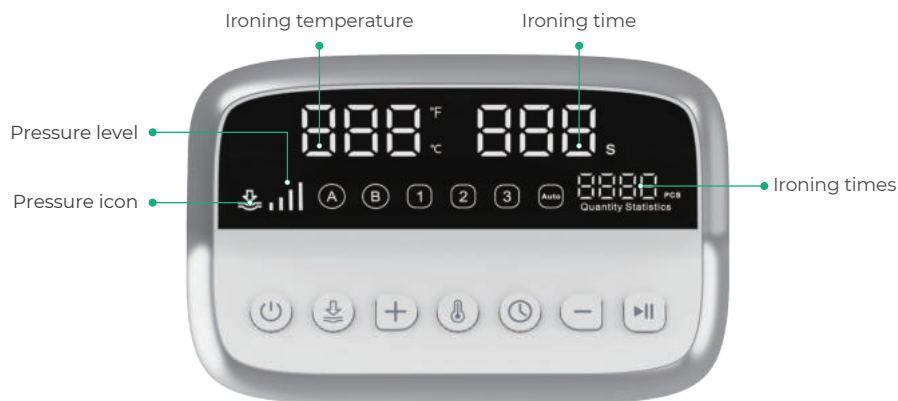 Ironing temperature
Ironing time
Pressure level
Pressure icon
Ironing times
888 °F
°C
888 S
A B 1 2 3 Auto
8888 PCS
Quantity Statistics